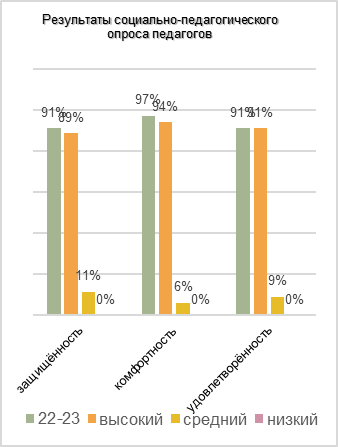 Результаты социально-педагогического
опроса педагогов
91%
89%
11%
0%
97%
94%
6%
0%
91%
91%
9%
0%
защищённость
комфортность
удовлетворённость
22-23 высокий средний низкий